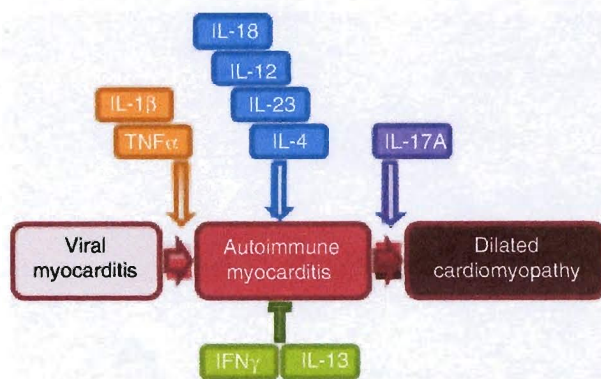 IL-18
IL-12
IL-23
IL-4
IL-1β
TNFα
IL-17A
Viral
myocarditis
Autoimmune
myocarditis
Dilated
cardiomyopathy
IFNγ
IL-13